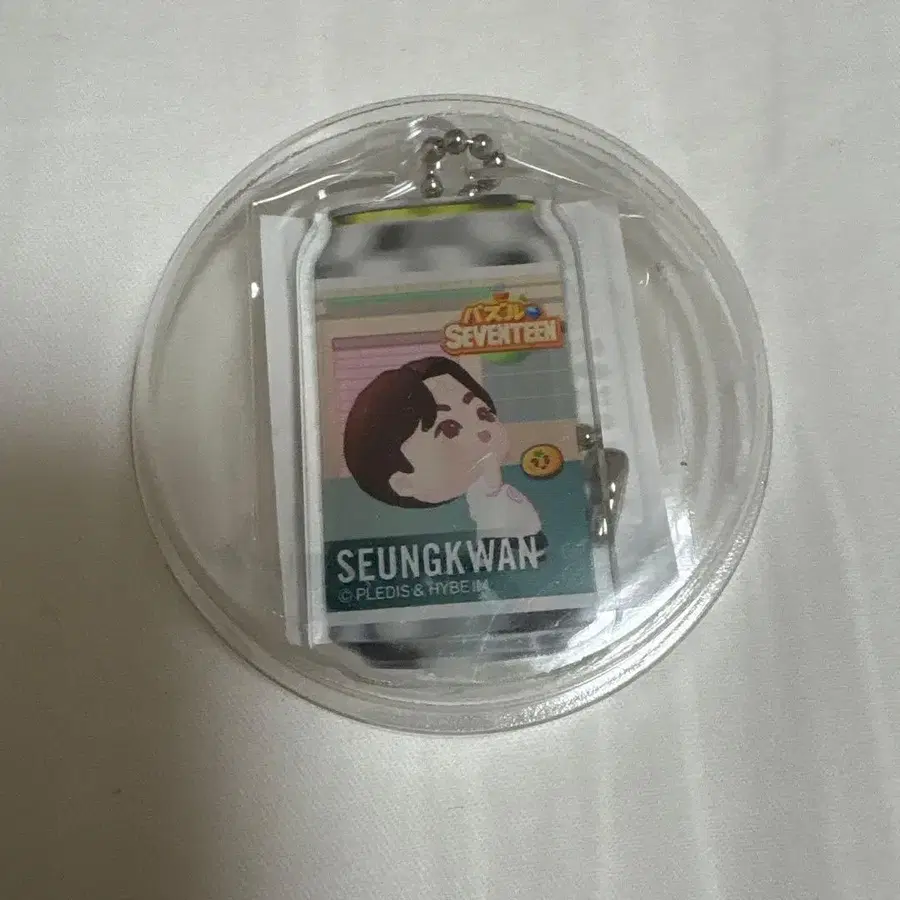 パズル
SEVENTEEN
SEUNGKWAN
© PLEDIS & HYBE IM